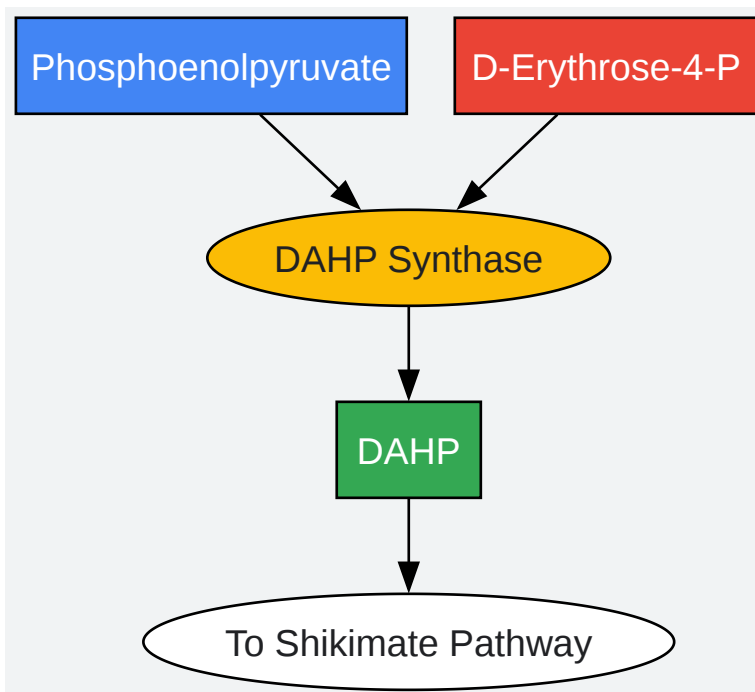 Phosphoenolpyruvate
D-Erythrose-4-P
DAHP Synthase
DAHP
To Shikimate Pathway